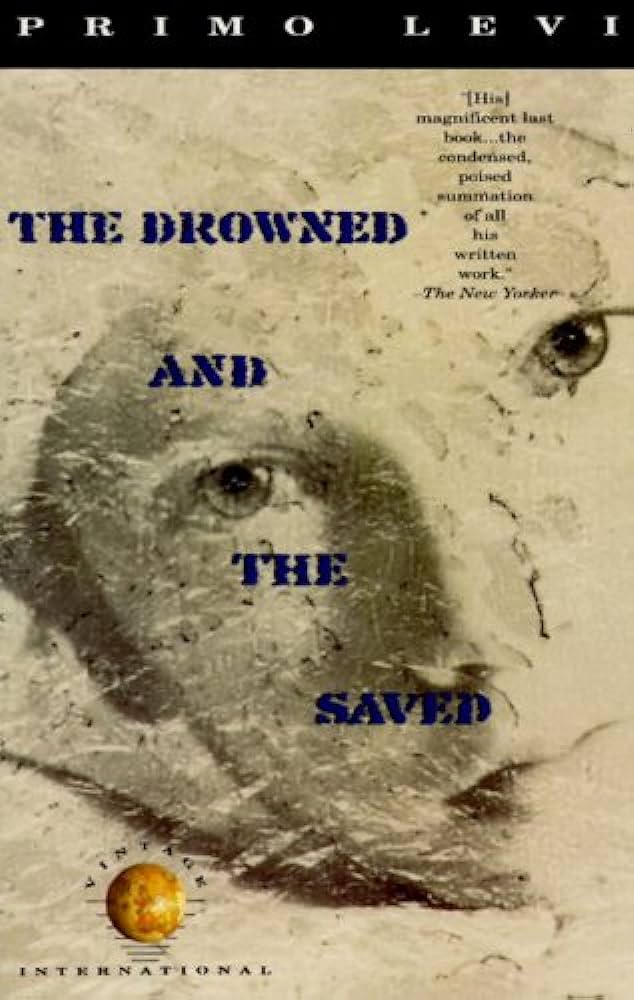 PRIMO LEVI
"[His]
magnificent last
book...the
condensed,
poised
summation
of all
his
written
work."
-The New Yorker
THE DROWNED
AND
THE
SAVED
VINTAGE
INTERNATIONAL